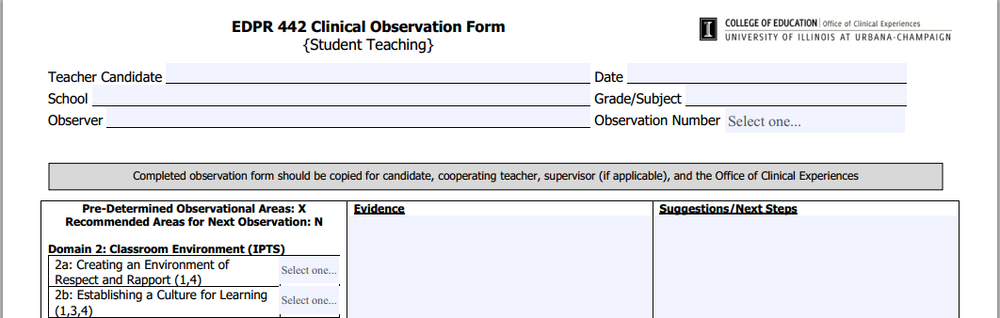 EDPR 442 Clinical Observation Form
{Student Teaching}
I
COLLEGE OF EDUCATION | Office of Clinical Experiences
UNIVERSITY OF ILLINOIS AT URBANA-CHAMPAIGN
Teacher Candidate
Date
School
Grade/Subject
Observer
Observation Number Select one...
Completed observation form should be copied for candidate, cooperating teacher, supervisor (if applicable), and the Office of Clinical Experiences
Pre-Determined Observational Areas: X
Recommended Areas for Next Observation: N
Domain 2: Classroom Environment (IPTS)
2a: Creating an Environment of
Respect and Rapport (1,4)
Select one...
2b: Establishing a Culture for Learning
(1,3,4)
Select one...
Evidence
Suggestions/Next Steps